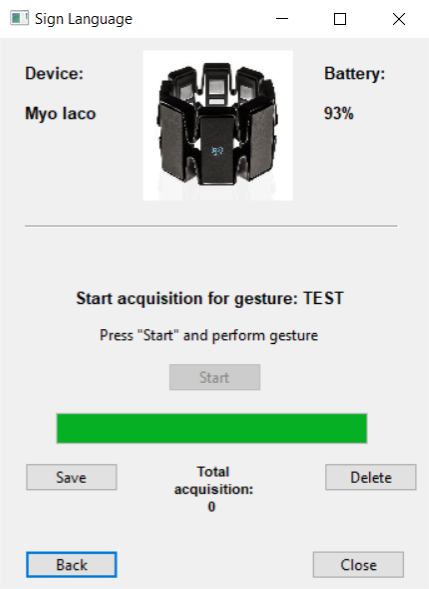 Sign Language
Device:
Battery:
Myo Iaco
93%
Start acquisition for gesture: TEST
Press "Start" and perform gesture
Start
Save
Total
acquisition:
0
Delete
Back
Close